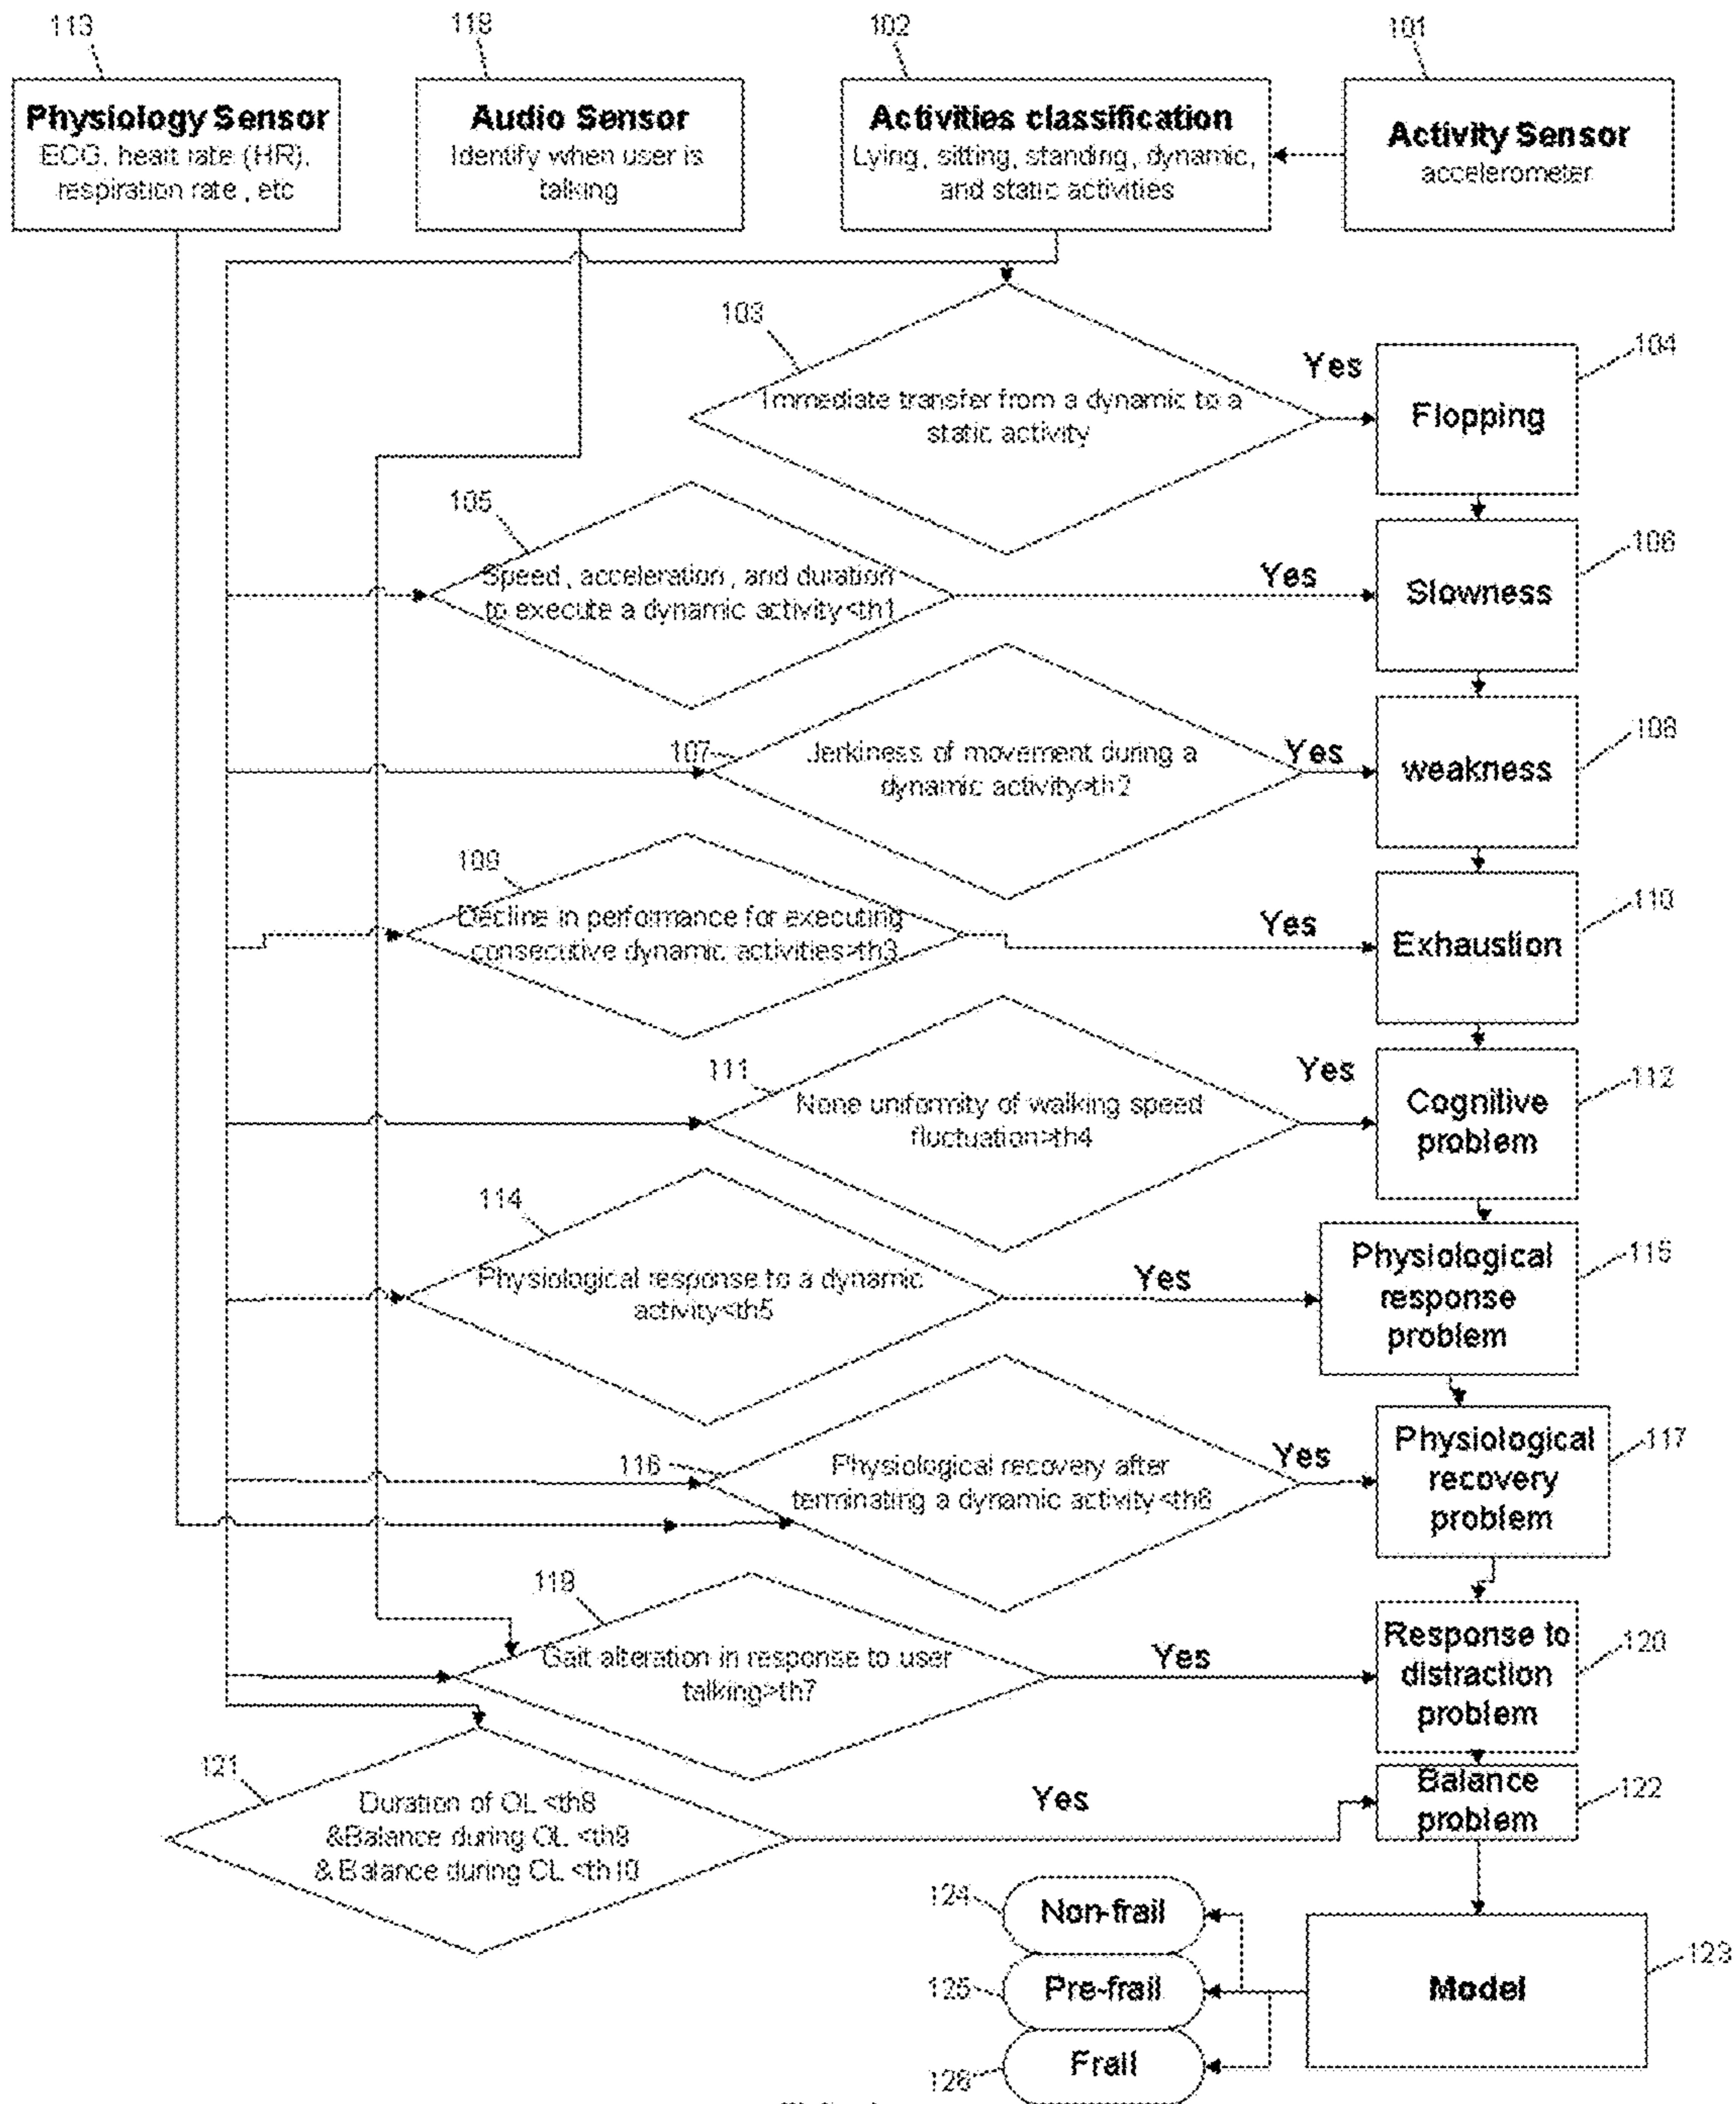 113
118
102
101
Physiology Sensor
ECG, heart rate (HR),
respiration rate, etc
Audio Sensor
Identify when user is
talking
Activities classification
Lying, sitting, standing, dynamic,
and static activities
Activity Sensor
accelerometer
103
Immediate transfer from a dynamic to a
static activity
Yes
Flopping
104
105
Speed, acceleration, and duration
to execute a dynamic activity<th1
Yes
Slowness
106
107
Jerkiness of movement during a
dynamic activity>th2
Yes
weakness
108
109
Decline in performance for executing
consecutive dynamic activities>th3
Yes
Exhaustion
110
111
None uniformity of walking speed
fluctuation>th4
Yes
Cognitive
problem
112
114
Physiological response to a dynamic
activity<th5
Yes
Physiological
response
problem
115
116
Physiological recovery after
terminating a dynamic activity<th6
Yes
Physiological
recovery
problem
117
119
Gait alteration in response to user
talking>th7
Yes
Response to
distraction
problem
120
121
Duration of OL <th8
&Balance during OL <th9
& Balance during CL <th10
Yes
Balance
problem
122
124
Non-frail
125
Pre-frail
126
Frail
Model
123